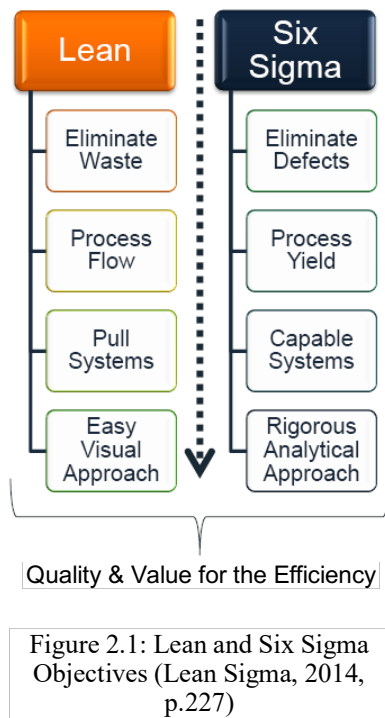 Lean
Eliminate
Waste
Process
Flow
Pull
Systems
Easy
Visual
Approach
Six
Sigma
Eliminate
Defects
Process
Yield
Capable
Systems
Rigorous
Analytical
Approach
Quality & Value for the Efficiency
Figure 2.1: Lean and Six Sigma
Objectives (Lean Sigma, 2014,
p.227)